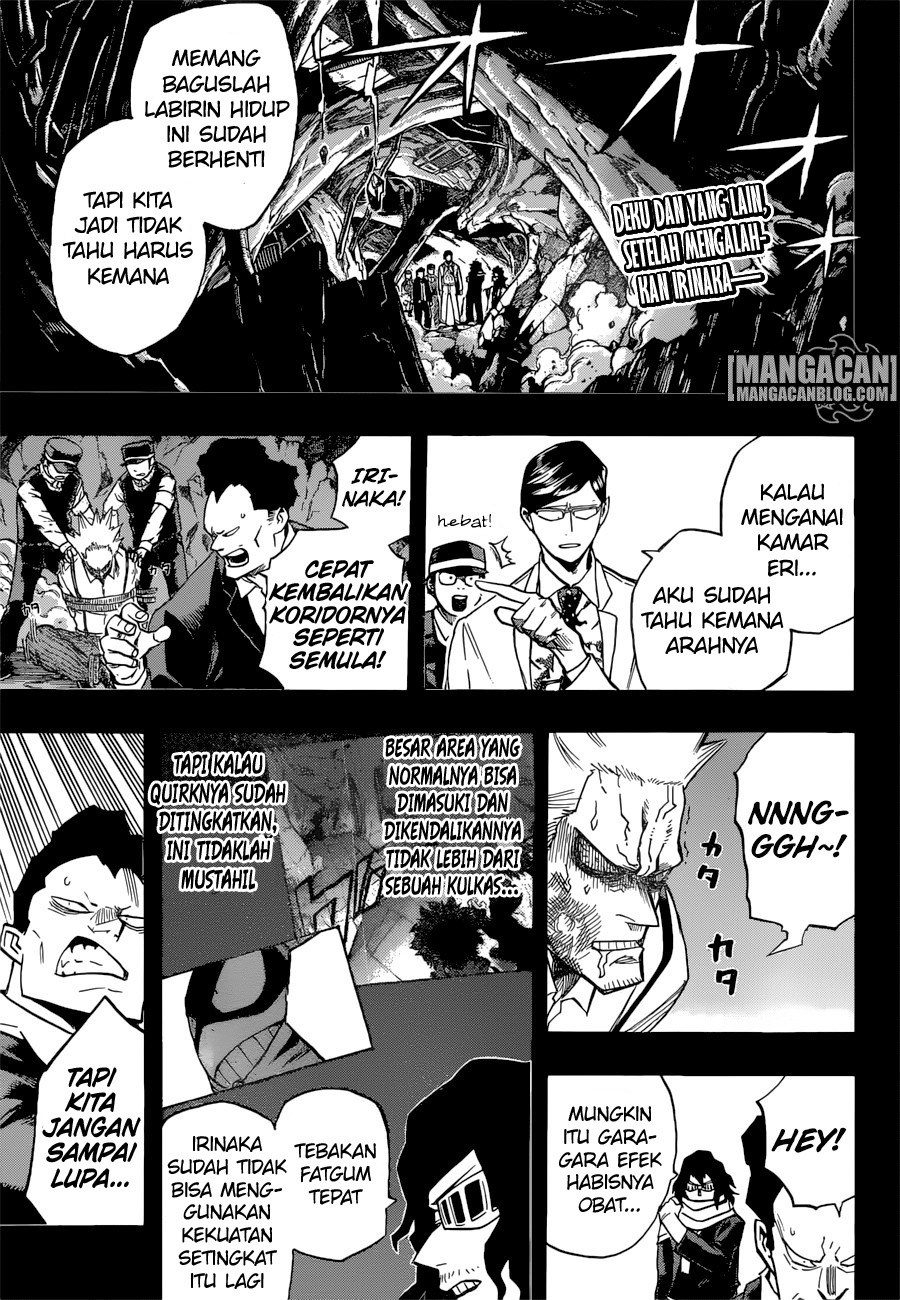 MEMANG
BAGUSLAH
LABIRIN HIDUP
INI SUDAH
BERHENTI
TAPI KITA
JADI TIDAK
TAHU HARUS
KEMANA
DEKU DAN YANG LAIN,
SETELAH MENGALAH-
KAN IRINAKA—
MANGACAN
MANGACANBLOG.COM
KALAU
MENGANAI
KAMAR
ERI...
AKU SUDAH
TAHU KEMANA
ARAHNYA
hebat!
IRI-
NAKA!
CEPAT
KEMBALIKAN
KORIDORNYA
SEPERTI
SEMULA!
カタ
カタ
NNNG-
GGH~!
カタ
カタ
BESAR AREA YANG
NORMALNYA BISA
DIMASUKI DAN
DIKENDALIKANNYA
TIDAK LEBIH DARI
SEBUAH KULKAS...
TAPI KALAU
QUIRKNYA SUDAH
DITINGKATKAN,
INI TIDAKLAH
MUSTAHIL
HEY!
MUNGKIN
ITU GARA-
GARA EFEK
HABISNYA
OBAT...
TEBAKAN
FATGUM
TEPAT
IRINAKA
SUDAH TIDAK
BISA MENG-
GUNAKAN
KEKUATAN
SETINGKAT
ITU LAGI
TAPI
KITA
JANGAN
SAMPAI
LUPA...